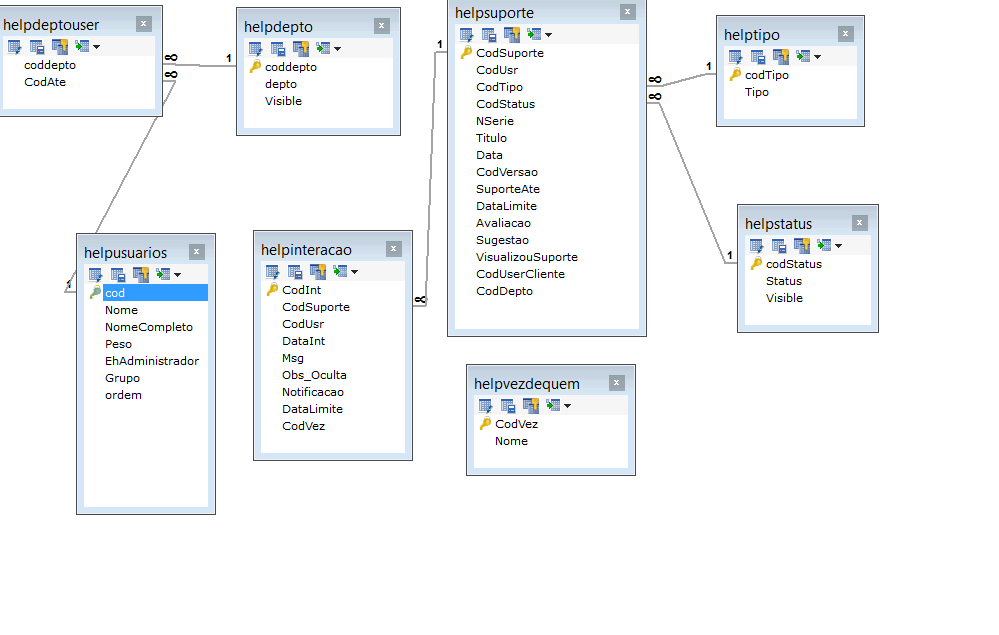 helpdeptouser
coddepto
CodAte
helpdepto
coddepto
depto
Visible
helpsuporte
CodSuporte
CodUsr
CodTipo
CodStatus
NSerie
Titulo
Data
CodVersao
SuporteAte
DataLimite
Avaliacao
Sugestao
VisualizouSuporte
CodUserCliente
CodDepto
helptipo
codTipo
Tipo
helpstatus
codStatus
Status
Visible
helpusuarios
cod
Nome
NomeCompleto
Peso
EhAdministrador
Grupo
ordem
helpinteracao
CodInt
CodSuporte
CodUsr
DataInt
Msg
Obs_Oculta
Notificacao
DataLimite
CodVez
helpvezdequem
CodVez
Nome
∞
1
∞
1
1
∞
∞
1
∞
1